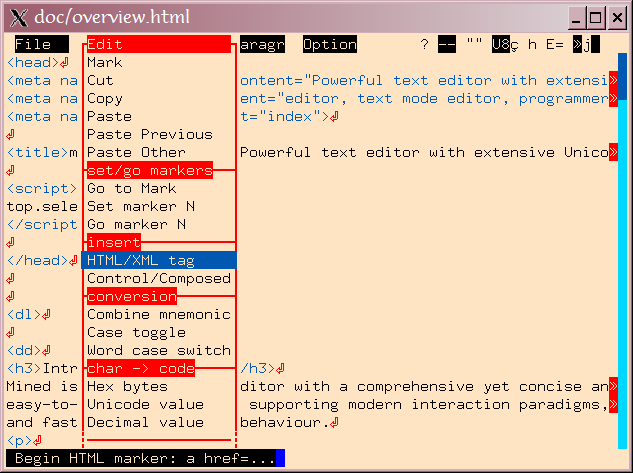 doc/overview.html
File Edit aragr Option ? -- "" U8ç h E= »j
<head>⏎ Mark
<meta na Cut ontent="Powerful text editor with extensi»
<meta na Copy ent="editor, text mode editor, programmer»
<meta na Paste t="index">⏎
⏎ Paste Previous
<title>m Paste Other Powerful text editor with extensive Unico»
⏎ set/go markers
<script> Go to Mark
top.sele Set marker N
</script Go marker N
⏎ insert
</head>⏎ HTML/XML tag
⏎ Control/Composed
⏎ conversion
<dl>⏎ Combine mnemonic
⏎ Case toggle
<dd>⏎ Word case switch
<h3>Intr char -> code /h3>⏎
Mined is Hex bytes ditor with a comprehensive yet concise an»
easy-to- Unicode value supporting modern interaction paradigms,»
and fast Decimal value behaviour.⏎
<p>⏎
Begin HTML marker: a href=...